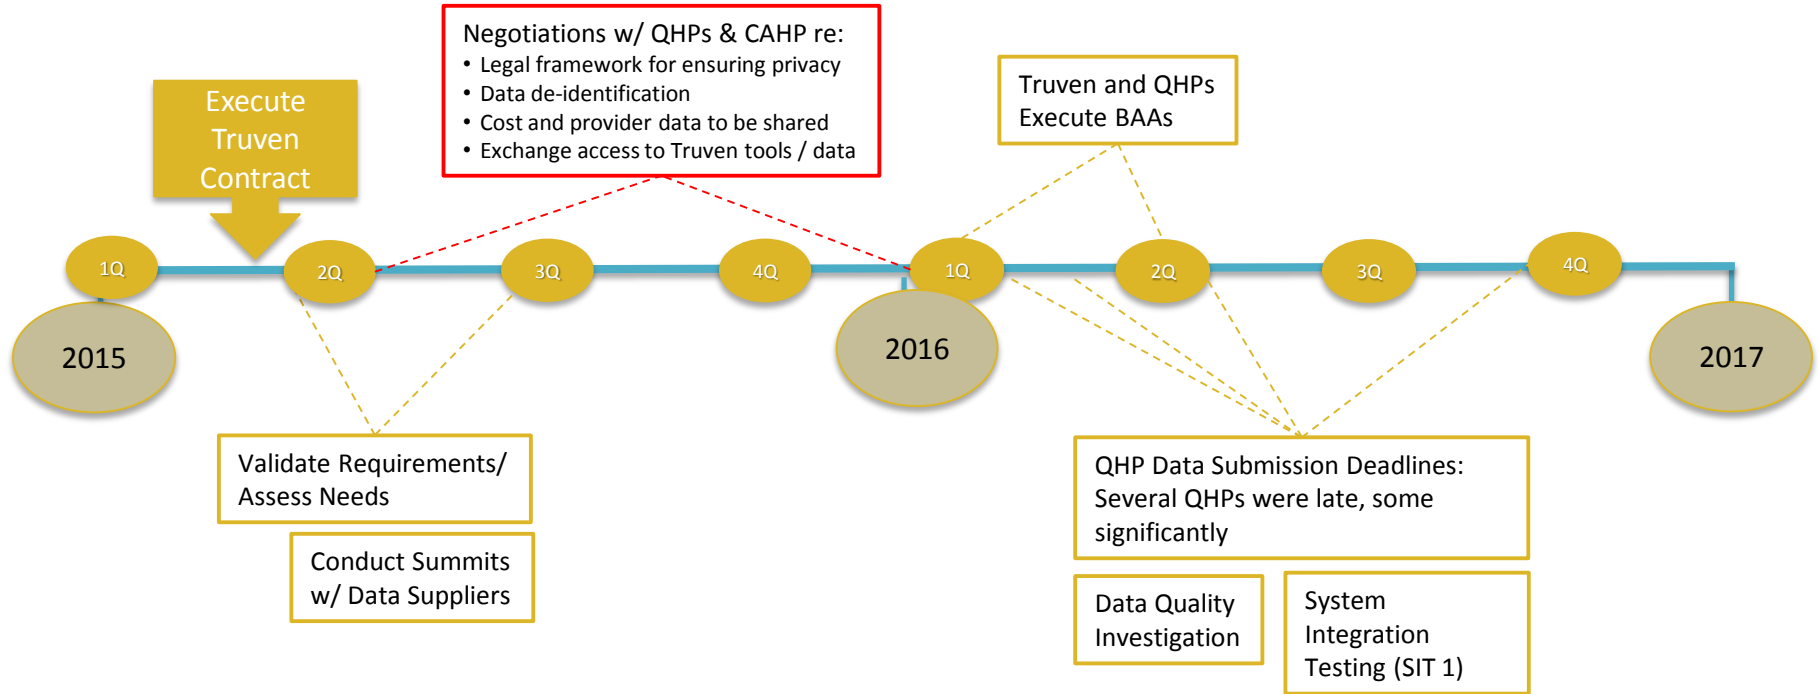 Negotiations w/ QHPs & CAHP re:
• Legal framework for ensuring privacy
• Data de-identification
• Cost and provider data to be shared
• Exchange access to Truven tools / data
Execute
Truven
Contract
Truven and QHPs
Execute BAAs
1Q
2Q
3Q
4Q
1Q
2Q
3Q
4Q
2015
2016
2017
Validate Requirements/
Assess Needs
Conduct Summits
w/ Data Suppliers
QHP Data Submission Deadlines:
Several QHPs were late, some
significantly
Data Quality
Investigation
System
Integration
Testing (SIT 1)